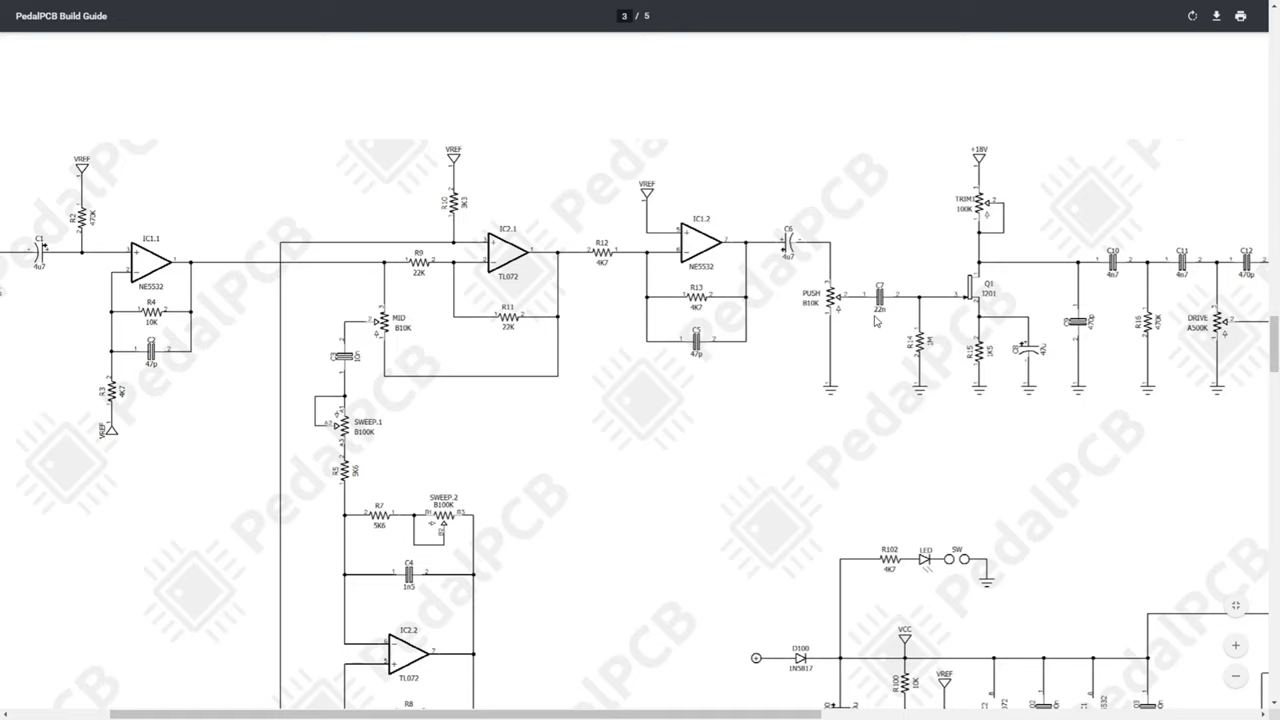 PedalPCB Build Guide
3 / 5
PedalPCB
VREF
R2
470K
C1
4u7
IC1.1
NE5532
R4
10K
C2
47p
R3
4K7
VREF
VREF
R10
3K3
R9
22K
IC2.1
TL072
R11
22K
MID
B10K
C3
10n
SWEEP.1
B100K
R5
5K6
R7
5K6
SWEEP.2
B100K
C4
1n5
IC2.2
TL072
R8
R12
4K7
VREF
IC1.2
NE5532
R13
4K7
C5
47p
C6
4u7
PUSH
B10K
C7
22n
R14
1M
+18V
TRIM1
100K
Q1
J201
R15
1K5
C8
47u
C9
470p
C10
4n7
R16
470K
C11
4n7
DRIVE
A500K
C12
470p
R102
4K7
LED
SW
D100
1N5817
VCC
R100
10K
VREF